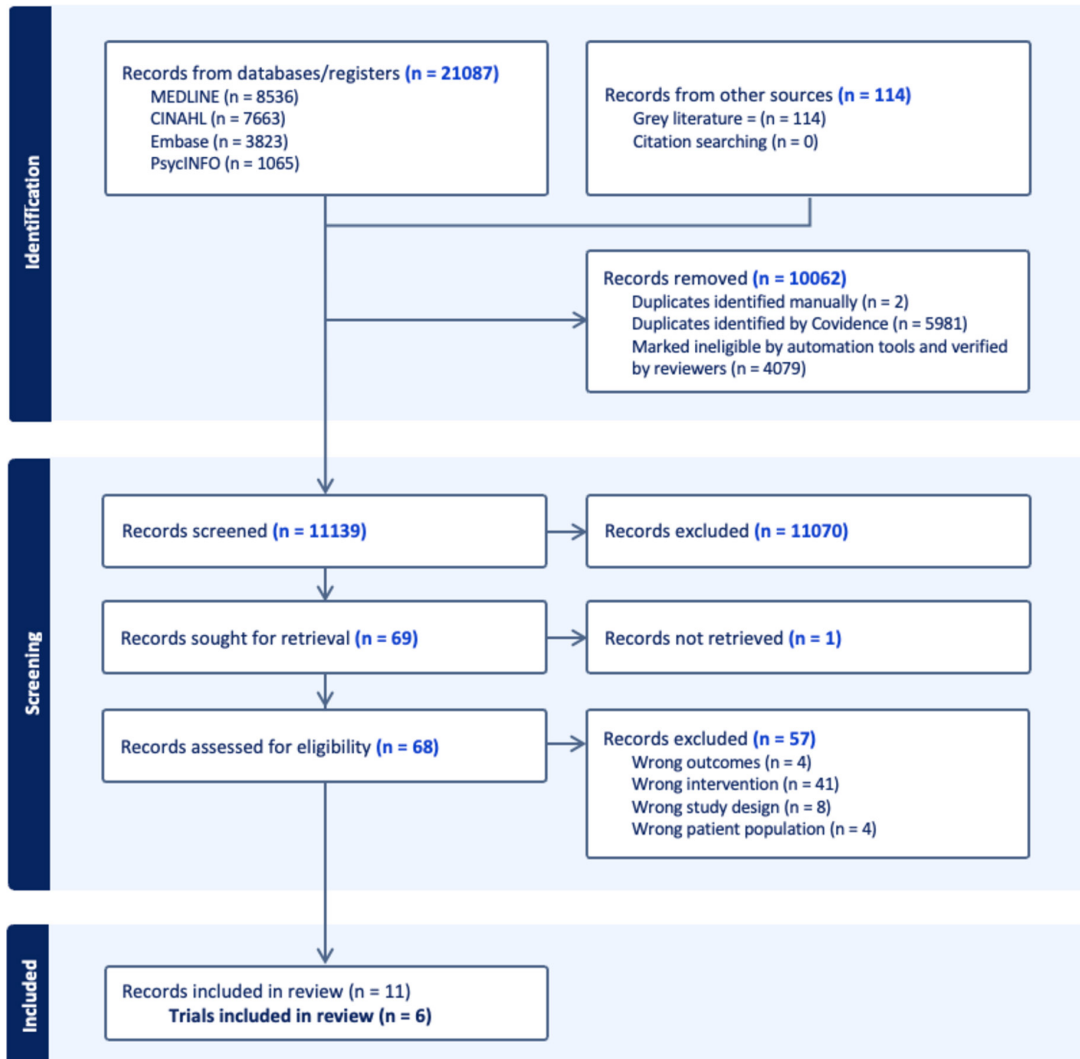 Identification
Records from databases/registers (n = 21087)
MEDLINE (n = 8536)
CINAHL (n = 7663)
Embase (n = 3823)
PsycINFO (n = 1065)
Records from other sources (n = 114)
Grey literature = (n = 114)
Citation searching (n = 0)
Records removed (n = 10062)
Duplicates identified manually (n = 2)
Duplicates identified by Covidence (n = 5981)
Marked ineligible by automation tools and verified
by reviewers (n = 4079)
Screening
Records screened (n = 11139)
Records excluded (n = 11070)
Records sought for retrieval (n = 69)
Records not retrieved (n = 1)
Records assessed for eligibility (n = 68)
Records excluded (n = 57)
Wrong outcomes (n = 4)
Wrong intervention (n = 41)
Wrong study design (n = 8)
Wrong patient population (n = 4)
Included
Records included in review (n = 11)
Trials included in review (n = 6)